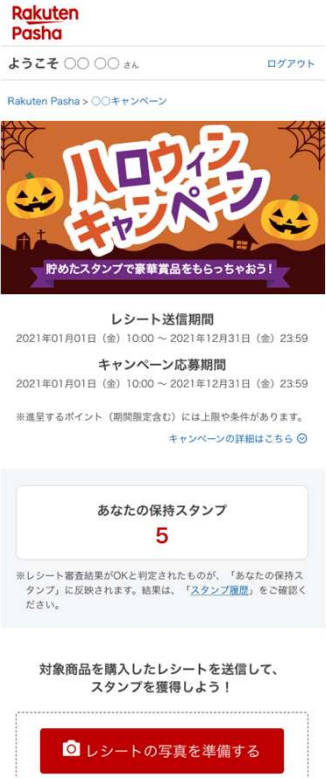 Rakuten
Pasha
ようこそ 〇〇 〇〇 さん
ログアウト
Rakuten Pasha > 〇〇キャンペーン
ハロウィン
キャンペーン
貯めたスタンプで豪華賞品をもらっちゃおう!
レシート送信期間
2021年01月01日（金）10:00 〜 2021年12月31日（金）23:59
キャンペーン応募期間
2021年01月01日（金）10:00 〜 2021年12月31日（金）23:59
※進呈するポイント（期間限定含む）には上限や条件があります。
キャンペーンの詳細はこちら
あなたの保持スタンプ
5
※レシート審査結果がOKと判定されたものが、「あなたの保持ス
タンプ」に反映されます。結果は、「スタンプ履歴」をご確認く
ださい。
対象商品を購入したレシートを送信して、
スタンプを獲得しよう！
レシートの写真を準備する